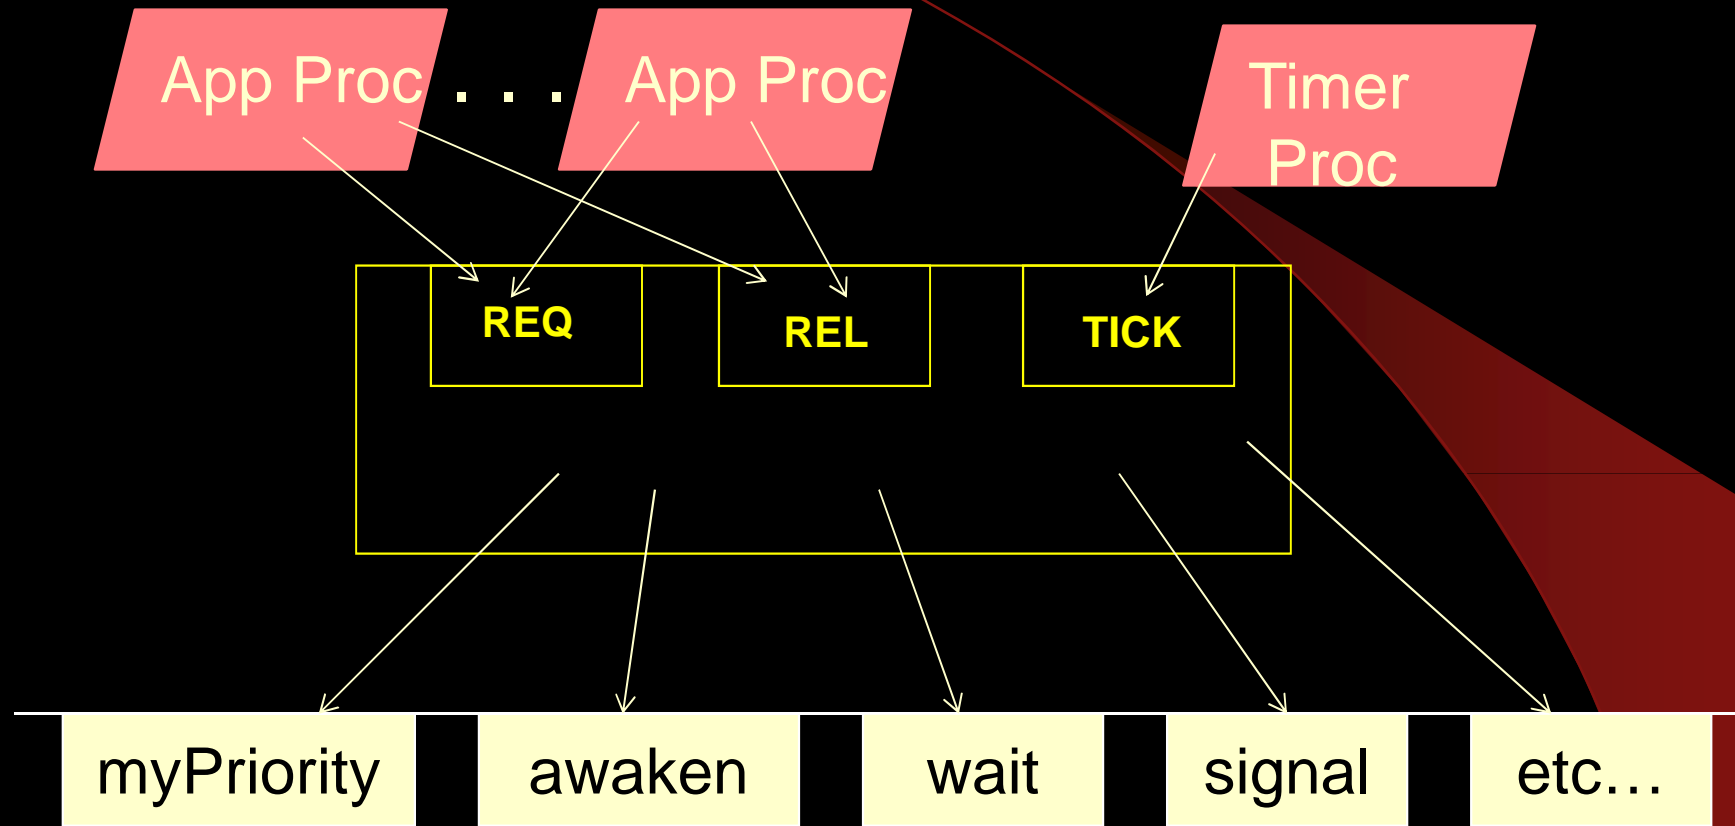 App Proc . . . App Proc
Timer
Proc
REQ
REL
TICK
myPriority
awaken
wait
signal
etc…